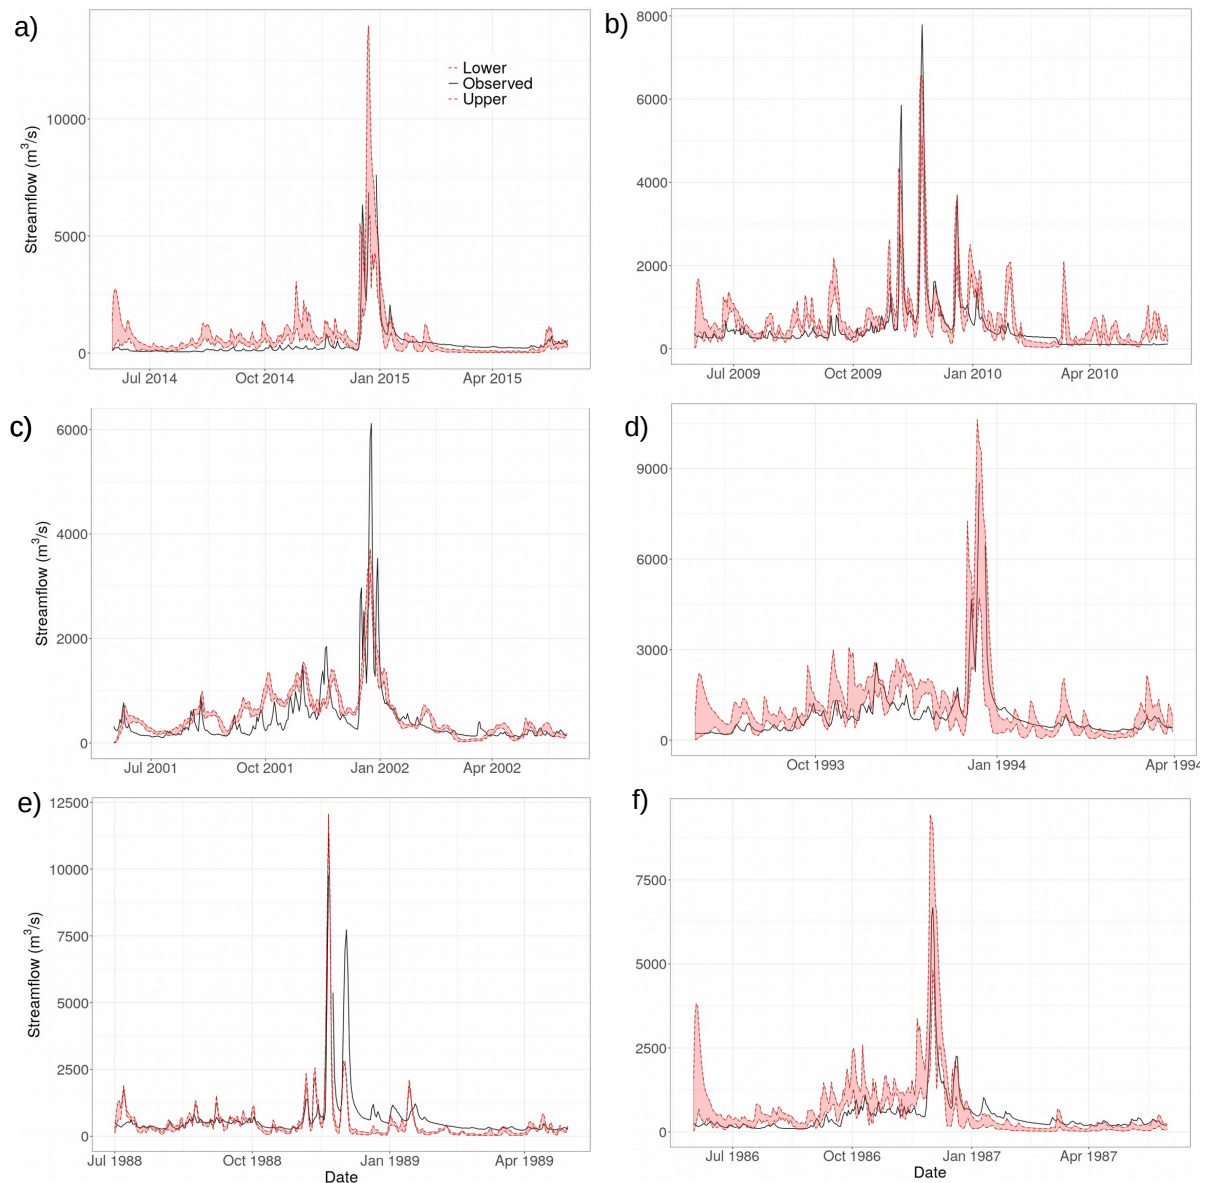 a)
Lower
Observed
Upper
10000
5000
0
Streamflow (m³/s)
Jul 2014
Oct 2014
Jan 2015
Apr 2015
b)
8000
6000
4000
2000
0
Jul 2009
Oct 2009
Jan 2010
Apr 2010
c)
6000
4000
2000
0
Streamflow (m³/s)
Jul 2001
Oct 2001
Jan 2002
Apr 2002
d)
9000
6000
3000
0
Oct 1993
Jan 1994
Apr 1994
e)
12500
10000
7500
5000
2500
0
Streamflow (m³/s)
Jul 1988
Oct 1988
Jan 1989
Apr 1989
Date
f)
7500
5000
2500
0
Jul 1986
Oct 1986
Jan 1987
Apr 1987
Date